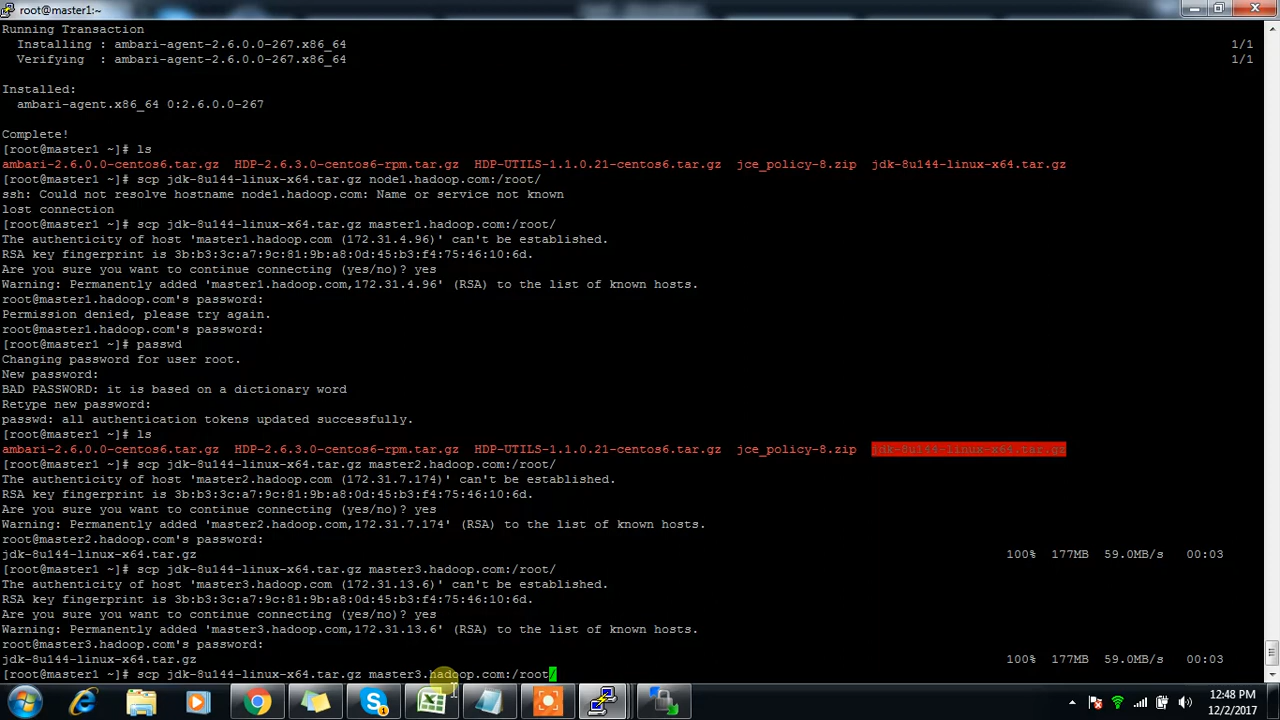 root@master1:~
Running Transaction
  Installing : ambari-agent-2.6.0.0-267.x86_64 1/1
  Verifying  : ambari-agent-2.6.0.0-267.x86_64 1/1
Installed:
  ambari-agent.x86_64 0:2.6.0.0-267
Complete!
[root@master1 ~]# ls
ambari-2.6.0.0-centos6.tar.gz  HDP-2.6.3.0-centos6-rpm.tar.gz  HDP-UTILS-1.1.0.21-centos6.tar.gz  jce_policy-8.zip  jdk-8u144-linux-x64.tar.gz
[root@master1 ~]# scp jdk-8u144-linux-x64.tar.gz node1.hadoop.com:/root/
ssh: Could not resolve hostname node1.hadoop.com: Name or service not known
lost connection
[root@master1 ~]# scp jdk-8u144-linux-x64.tar.gz master1.hadoop.com:/root/
The authenticity of host 'master1.hadoop.com (172.31.4.96)' can't be established.
RSA key fingerprint is 3b:b3:3c:a7:9c:81:9b:a8:0d:45:b3:f4:75:46:10:6d.
Are you sure you want to continue connecting (yes/no)? yes
Warning: Permanently added 'master1.hadoop.com,172.31.4.96' (RSA) to the list of known hosts.
root@master1.hadoop.com's password:
Permission denied, please try again.
root@master1.hadoop.com's password:
[root@master1 ~]# passwd
Changing password for user root.
New password:
BAD PASSWORD: it is based on a dictionary word
Retype new password:
passwd: all authentication tokens updated successfully.
[root@master1 ~]# ls
ambari-2.6.0.0-centos6.tar.gz  HDP-2.6.3.0-centos6-rpm.tar.gz  HDP-UTILS-1.1.0.21-centos6.tar.gz  jce_policy-8.zip  jdk-8u144-linux-x64.tar.gz
[root@master1 ~]# scp jdk-8u144-linux-x64.tar.gz master2.hadoop.com:/root/
The authenticity of host 'master2.hadoop.com (172.31.7.174)' can't be established.
RSA key fingerprint is 3b:b3:3c:a7:9c:81:9b:a8:0d:45:b3:f4:75:46:10:6d.
Are you sure you want to continue connecting (yes/no)? yes
Warning: Permanently added 'master2.hadoop.com,172.31.7.174' (RSA) to the list of known hosts.
root@master2.hadoop.com's password:
jdk-8u144-linux-x64.tar.gz 100% 177MB 59.0MB/s 00:03
[root@master1 ~]# scp jdk-8u144-linux-x64.tar.gz master3.hadoop.com:/root/
The authenticity of host 'master3.hadoop.com (172.31.13.6)' can't be established.
RSA key fingerprint is 3b:b3:3c:a7:9c:81:9b:a8:0d:45:b3:f4:75:46:10:6d.
Are you sure you want to continue connecting (yes/no)? yes
Warning: Permanently added 'master3.hadoop.com,172.31.13.6' (RSA) to the list of known hosts.
root@master3.hadoop.com's password:
jdk-8u144-linux-x64.tar.gz 100% 177MB 59.0MB/s 00:03
[root@master1 ~]# scp jdk-8u144-linux-x64.tar.gz master3.hadoop.com:/root/
12:48 PM
12/2/2017